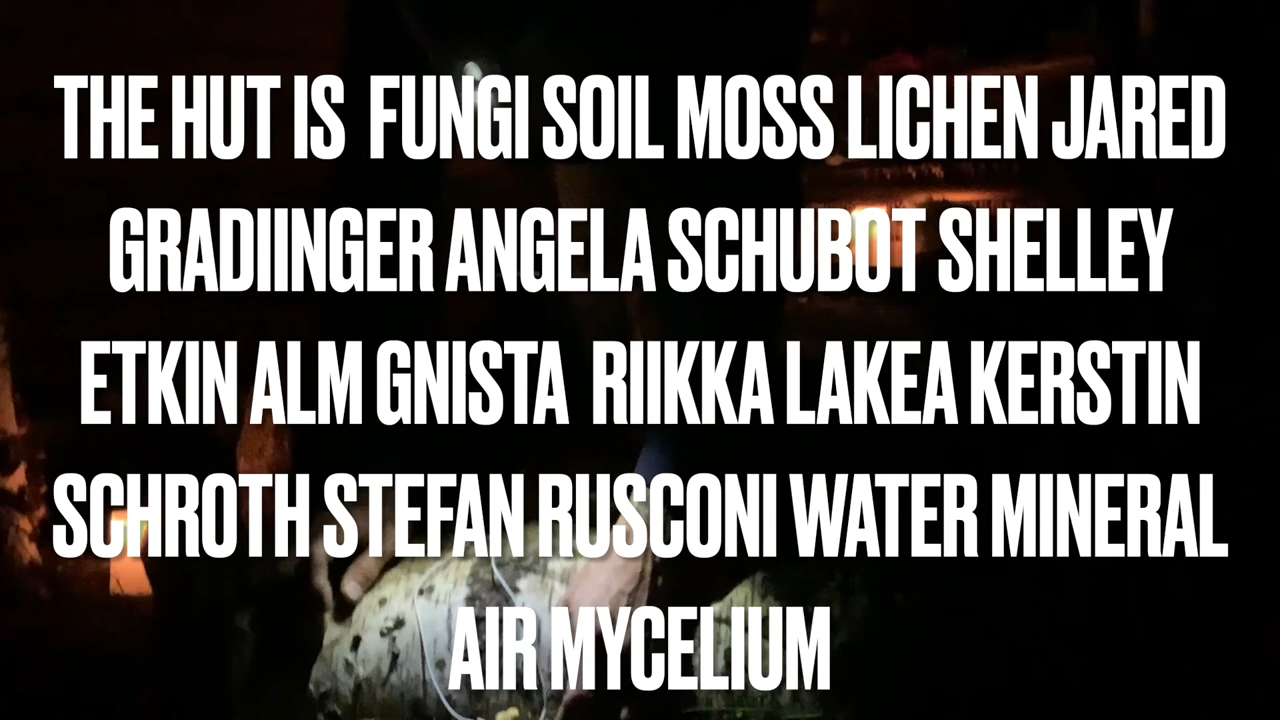 THE HUT IS  FUNGI SOIL MOSS LICHEN JARED
GRADIINGER ANGELA SCHUBOT SHELLEY
ETKIN ALM GNISTA  RIIKKA LAKEA KERSTIN
SCHROTH STEFAN RUSCONI WATER MINERAL
AIR MYCELIUM